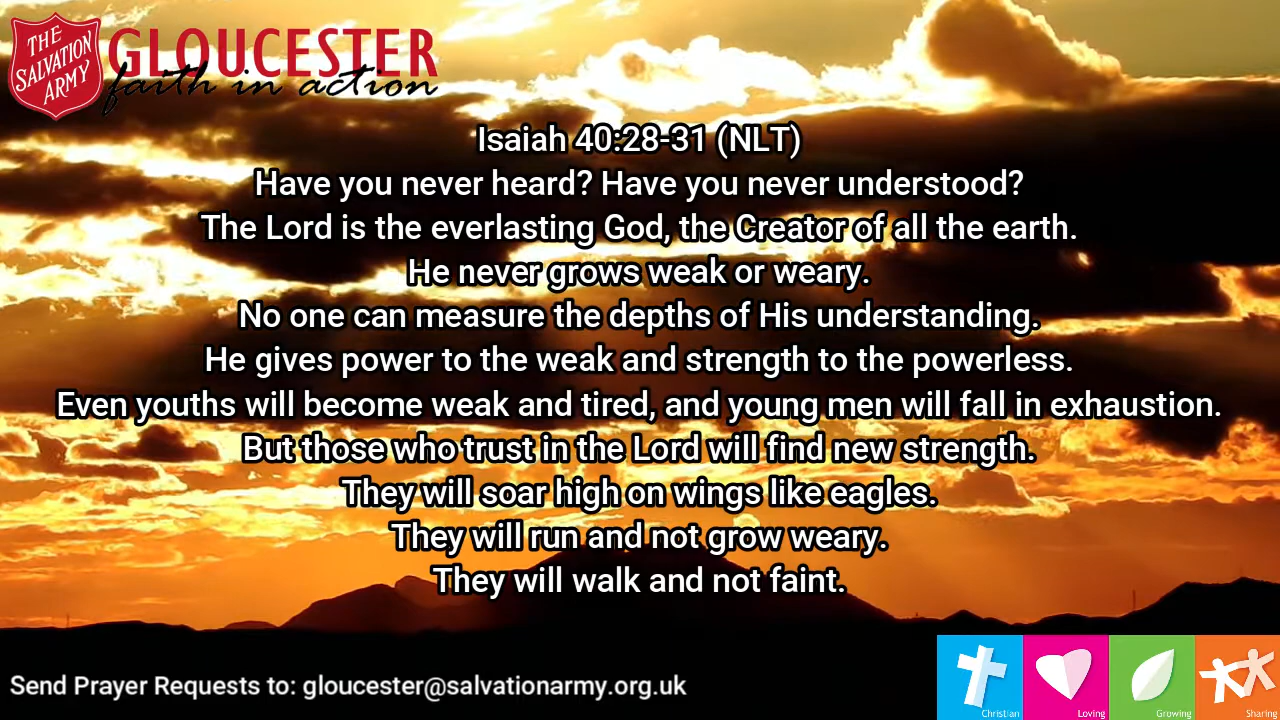 THE
SALVATION
ARMY
GLOUCESTER
faith in action
Isaiah 40:28-31 (NLT)
Have you never heard? Have you never understood?
The Lord is the everlasting God, the Creator of all the earth.
He never grows weak or weary.
No one can measure the depths of His understanding.
He gives power to the weak and strength to the powerless.
Even youths will become weak and tired, and young men will fall in exhaustion.
But those who trust in the Lord will find new strength.
They will soar high on wings like eagles.
They will run and not grow weary.
They will walk and not faint.
Send Prayer Requests to: gloucester@salvationarmy.org.uk
Christian
Loving
Growing
Sharing